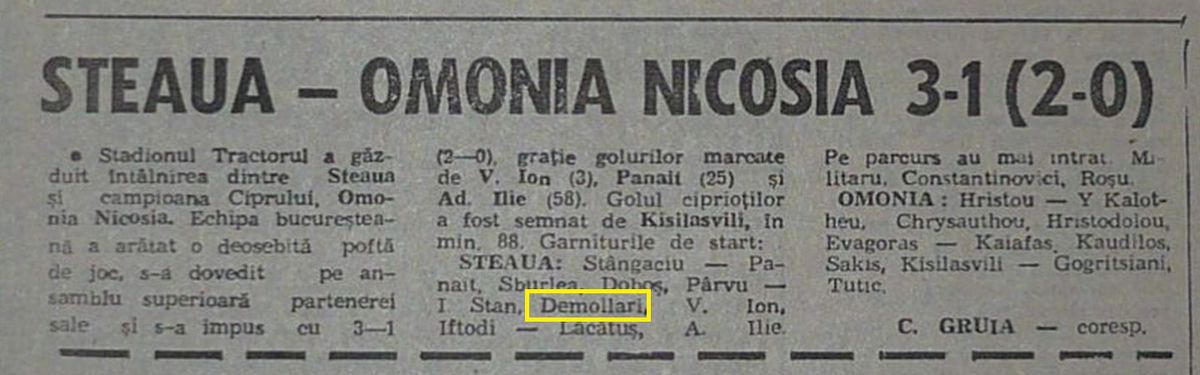 STEAUA – OMONIA NICOSIA 3-1 (2-0)
● Stadionul Tractorul a găz-
duit întâlnirea dintre Steaua
și campioana Ciprului, Omo-
nia Nicosia. Echipa bucureștea-
nă a arătat o deosebită poftă
de joc, s-a dovedit pe an-
samblu superioară partenerei
sale și s-a impus cu 3—1
(2—0), grație golurilor marcate
de V. Ion (3), Panait (25) și
Ad. Ilie (58). Golul cipriților
a fost semnat de Kisilasvili, în
min. 88. Garniturile de start:
STEAUA: Stângaciu — Pa-
nait, Sburlea, Doboș, Pârvu —
I Stan, Demollari, V. Ion,
Iftodi — Lăcătuș, A. Ilie.
Pe parcurs au mai intrat. Mi-
litaru, Constantinovici, Roșu.
OMONIA : Hristou — Y Kalot-
heu, Chrysauthou, Hristodolou,
Evagoras — Kaiafas, Kaudilos,
Sakis, Kisilasvili — Gogritsiani,
Tutic.
C. GRUIA — coresp.